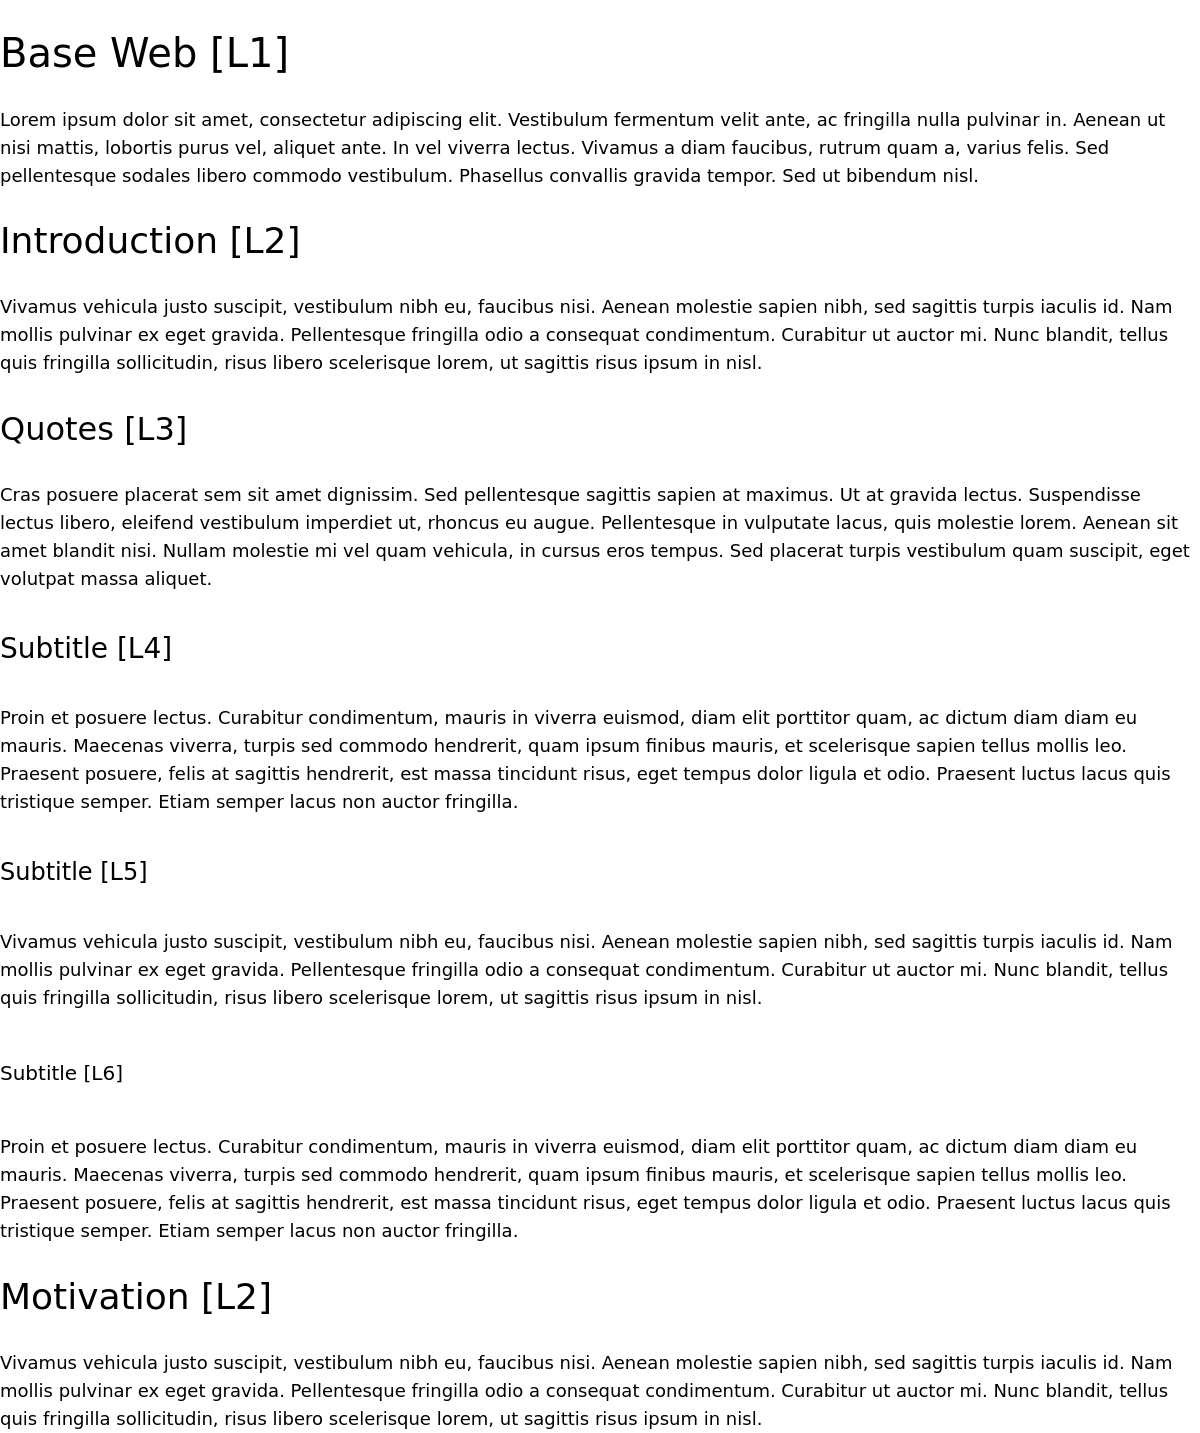 Base Web [L1]
Lorem ipsum dolor sit amet, consectetur adipiscing elit. Vestibulum fermentum velit ante, ac fringilla nulla pulvinar in. Aenean ut
nisi mattis, lobortis purus vel, aliquet ante. In vel viverra lectus. Vivamus a diam faucibus, rutrum quam a, varius felis. Sed
pellentesque sodales libero commodo vestibulum. Phasellus convallis gravida tempor. Sed ut bibendum nisl.
Introduction [L2]
Vivamus vehicula justo suscipit, vestibulum nibh eu, faucibus nisi. Aenean molestie sapien nibh, sed sagittis turpis iaculis id. Nam
mollis pulvinar ex eget gravida. Pellentesque fringilla odio a consequat condimentum. Curabitur ut auctor mi. Nunc blandit, tellus
quis fringilla sollicitudin, risus libero scelerisque lorem, ut sagittis risus ipsum in nisl.
Quotes [L3]
Cras posuere placerat sem sit amet dignissim. Sed pellentesque sagittis sapien at maximus. Ut at gravida lectus. Suspendisse
lectus libero, eleifend vestibulum imperdiet ut, rhoncus eu augue. Pellentesque in vulputate lacus, quis molestie lorem. Aenean sit
amet blandit nisi. Nullam molestie mi vel quam vehicula, in cursus eros tempus. Sed placerat turpis vestibulum quam suscipit, eget
volutpat massa aliquet.
Subtitle [L4]
Proin et posuere lectus. Curabitur condimentum, mauris in viverra euismod, diam elit porttitor quam, ac dictum diam diam eu
mauris. Maecenas viverra, turpis sed commodo hendrerit, quam ipsum finibus mauris, et scelerisque sapien tellus mollis leo.
Praesent posuere, felis at sagittis hendrerit, est massa tincidunt risus, eget tempus dolor ligula et odio. Praesent luctus lacus quis
tristique semper. Etiam semper lacus non auctor fringilla.
Subtitle [L5]
Vivamus vehicula justo suscipit, vestibulum nibh eu, faucibus nisi. Aenean molestie sapien nibh, sed sagittis turpis iaculis id. Nam
mollis pulvinar ex eget gravida. Pellentesque fringilla odio a consequat condimentum. Curabitur ut auctor mi. Nunc blandit, tellus
quis fringilla sollicitudin, risus libero scelerisque lorem, ut sagittis risus ipsum in nisl.
Subtitle [L6]
Proin et posuere lectus. Curabitur condimentum, mauris in viverra euismod, diam elit porttitor quam, ac dictum diam diam eu
mauris. Maecenas viverra, turpis sed commodo hendrerit, quam ipsum finibus mauris, et scelerisque sapien tellus mollis leo.
Praesent posuere, felis at sagittis hendrerit, est massa tincidunt risus, eget tempus dolor ligula et odio. Praesent luctus lacus quis
tristique semper. Etiam semper lacus non auctor fringilla.
Motivation [L2]
Vivamus vehicula justo suscipit, vestibulum nibh eu, faucibus nisi. Aenean molestie sapien nibh, sed sagittis turpis iaculis id. Nam
mollis pulvinar ex eget gravida. Pellentesque fringilla odio a consequat condimentum. Curabitur ut auctor mi. Nunc blandit, tellus
quis fringilla sollicitudin, risus libero scelerisque lorem, ut sagittis risus ipsum in nisl.